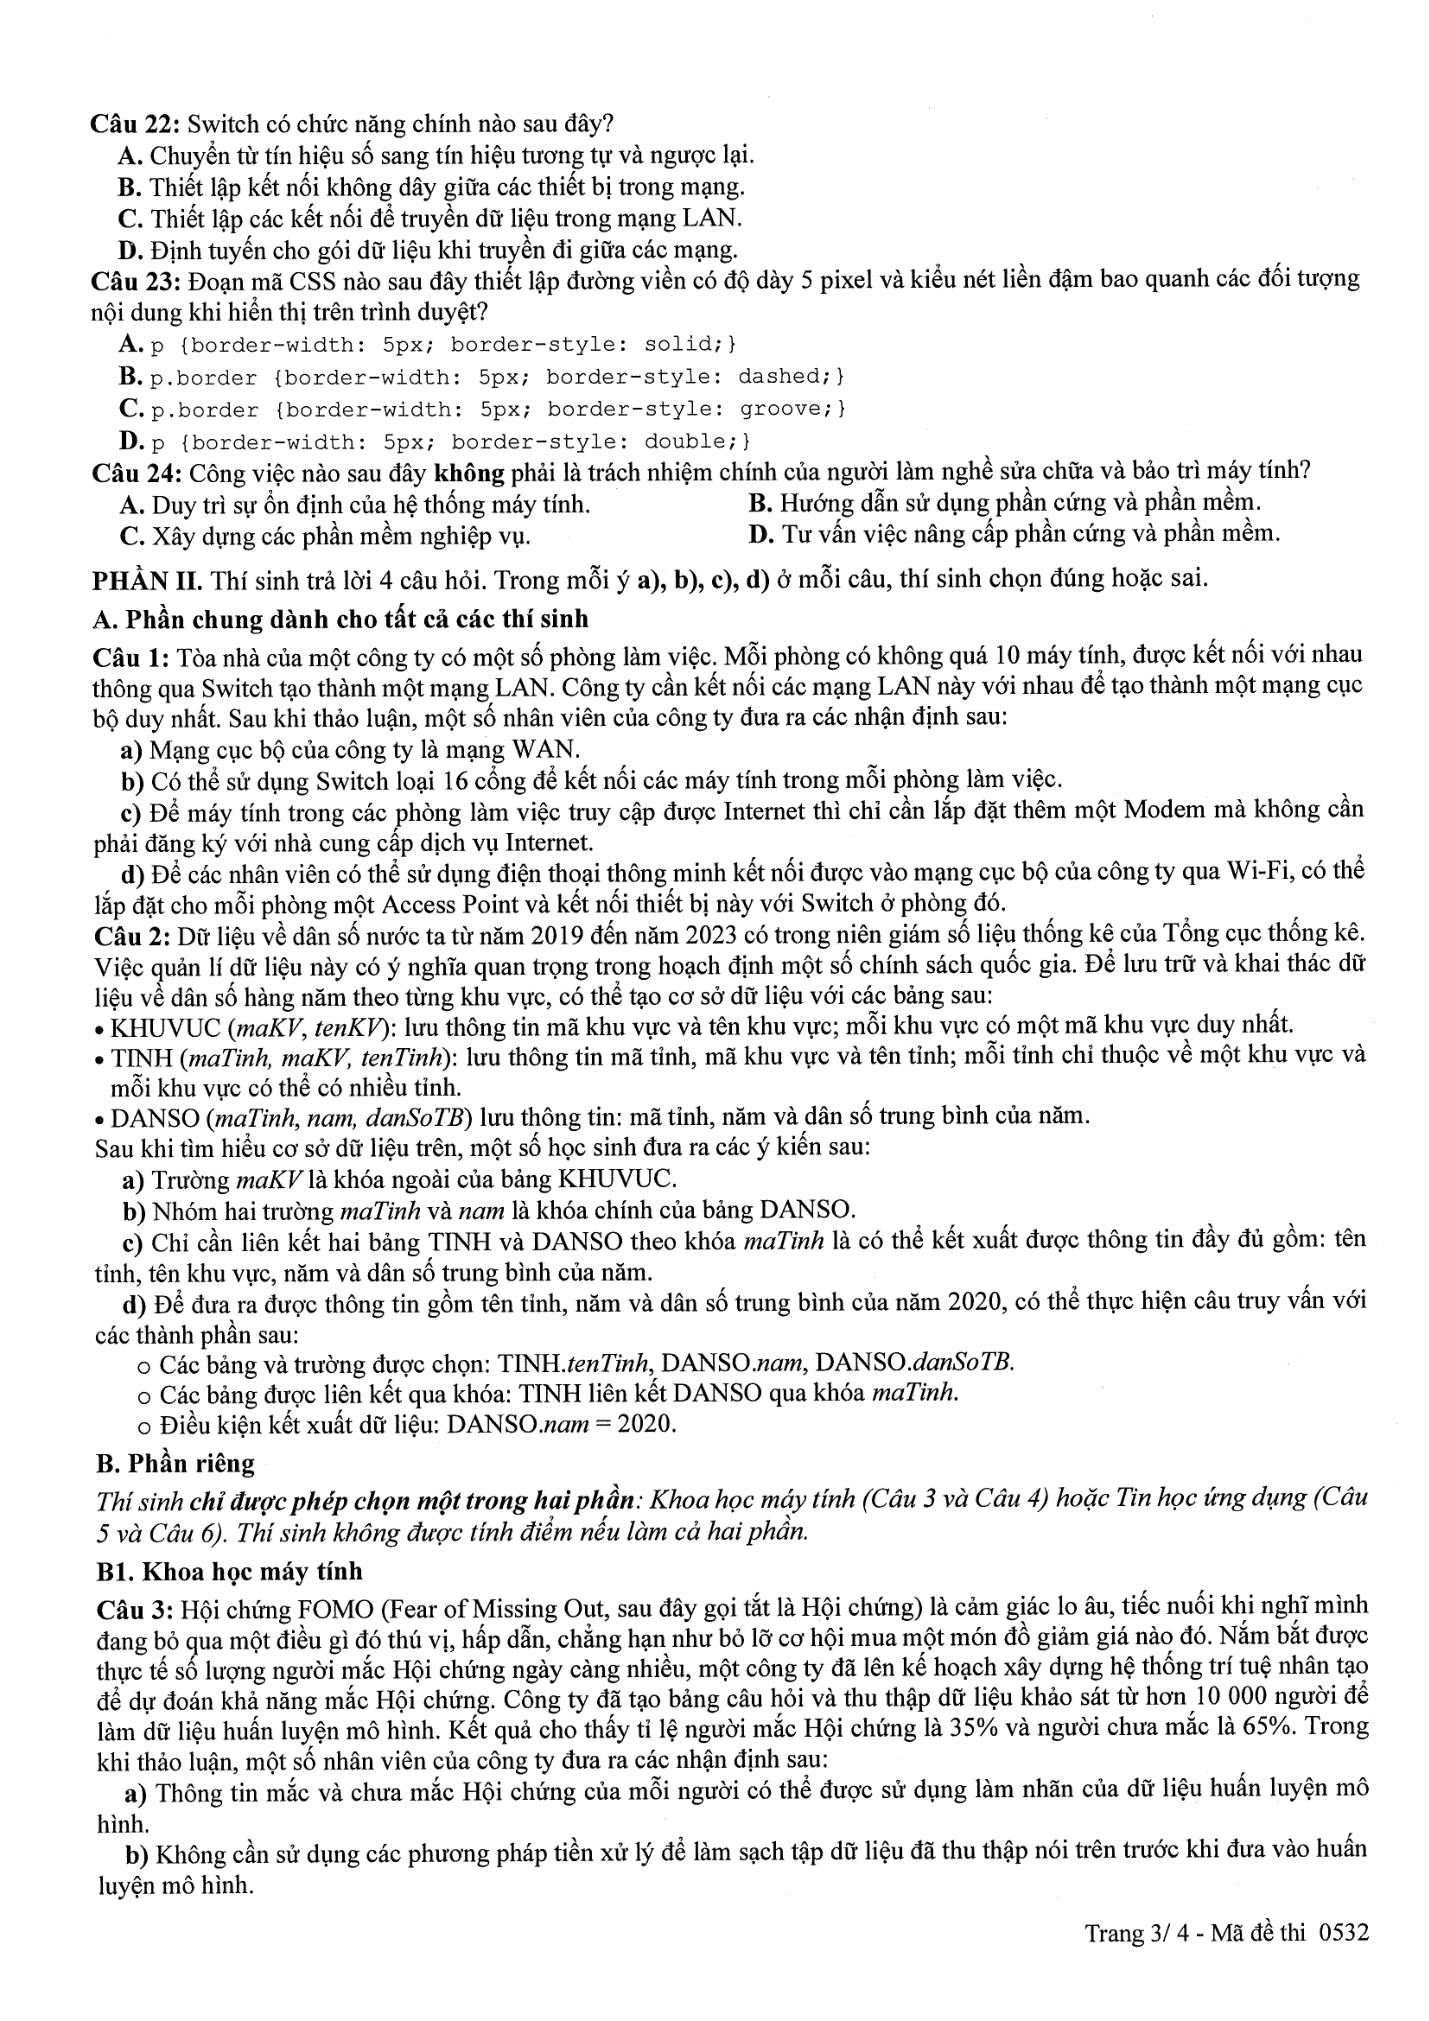 Câu 22: Switch có chức năng chính nào sau đây?
A. Chuyển từ tín hiệu số sang tín hiệu tương tự và ngược lại.
B. Thiết lập kết nối không dây giữa các thiết bị trong mạng.
C. Thiết lập các kết nối để truyền dữ liệu trong mạng LAN.
D. Định tuyến cho gói dữ liệu khi truyền đi giữa các mạng.
Câu 23: Đoạn mã CSS nào sau đây thiết lập đường viền có độ dày 5 pixel và kiểu nét liền đậm bao quanh các đối tượng
nội dung khi hiển thị trên trình duyệt?
A. p {border-width: 5px; border-style: solid;}
B. p.border {border-width: 5px; border-style: dashed;}
C. p.border {border-width: 5px; border-style: groove;}
D. p {border-width: 5px; border-style: double;}
Câu 24: Công việc nào sau đây không phải là trách nhiệm chính của người làm nghề sửa chữa và bảo trì máy tính?
A. Duy trì sự ổn định của hệ thống máy tính. B. Hướng dẫn sử dụng phần cứng và phần mềm.
C. Xây dựng các phần mềm nghiệp vụ. D. Tư vấn việc nâng cấp phần cứng và phần mềm.
PHẦN II. Thí sinh trả lời 4 câu hỏi. Trong mỗi ý a), b), c), d) ở mỗi câu, thí sinh chọn đúng hoặc sai.
A. Phần chung dành cho tất cả các thí sinh
Câu 1: Tòa nhà của một công ty có một số phòng làm việc. Mỗi phòng có không quá 10 máy tính, được kết nối với nhau
thông qua Switch tạo thành một mạng LAN. Công ty cần kết nối các mạng LAN này với nhau để tạo thành một mạng cục
bộ duy nhất. Sau khi thảo luận, một số nhân viên của công ty đưa ra các nhận định sau:
a) Mạng cục bộ của công ty là mạng WAN.
b) Có thể sử dụng Switch loại 16 cổng để kết nối các máy tính trong mỗi phòng làm việc.
c) Để máy tính trong các phòng làm việc truy cập được Internet thì chỉ cần lắp đặt thêm một Modem mà không cần
phải đăng ký với nhà cung cấp dịch vụ Internet.
d) Để các nhân viên có thể sử dụng điện thoại thông minh kết nối được vào mạng cục bộ của công ty qua Wi-Fi, có thể
lắp đặt cho mỗi phòng một Access Point và kết nối thiết bị này với Switch ở phòng đó.
Câu 2: Dữ liệu về dân số nước ta từ năm 2019 đến năm 2023 có trong niên giám số liệu thống kê của Tổng cục thống kê.
Việc quản lí dữ liệu này có ý nghĩa quan trọng trong hoạch định một số chính sách quốc gia. Để lưu trữ và khai thác dữ
liệu về dân số hàng năm theo từng khu vực, có thể tạo cơ sở dữ liệu với các bảng sau:
• KHUVUC (maKV, tenKV): lưu thông tin mã khu vực và tên khu vực; mỗi khu vực có một mã khu vực duy nhất.
• TINH (maTinh, maKV, tenTinh): lưu thông tin mã tỉnh, mã khu vực và tên tỉnh; mỗi tỉnh chỉ thuộc về một khu vực và
mỗi khu vực có thể có nhiều tỉnh.
• DANSO (maTinh, nam, danSoTB) lưu thông tin: mã tỉnh, năm và dân số trung bình của năm.
Sau khi tìm hiểu cơ sở dữ liệu trên, một số học sinh đưa ra các ý kiến sau:
a) Trường maKV là khóa ngoài của bảng KHUVUC.
b) Nhóm hai trường maTinh và nam là khóa chính của bảng DANSO.
c) Chỉ cần liên kết hai bảng TINH và DANSO theo khóa maTinh là có thể kết xuất được thông tin đầy đủ gồm: tên
tỉnh, tên khu vực, năm và dân số trung bình của năm.
d) Để đưa ra được thông tin gồm tên tỉnh, năm và dân số trung bình của năm 2020, có thể thực hiện câu truy vấn với
các thành phần sau:
o Các bảng và trường được chọn: TINH.tenTinh, DANSO.nam, DANSO.danSoTB.
o Các bảng được liên kết qua khóa: TINH liên kết DANSO qua khóa maTinh.
o Điều kiện kết xuất dữ liệu: DANSO.nam = 2020.
B. Phần riêng
Thí sinh chỉ được phép chọn một trong hai phần: Khoa học máy tính (Câu 3 và Câu 4) hoặc Tin học ứng dụng (Câu
5 và Câu 6). Thí sinh không được tính điểm nếu làm cả hai phần.
B1. Khoa học máy tính
Câu 3: Hội chứng FOMO (Fear of Missing Out, sau đây gọi tắt là Hội chứng) là cảm giác lo âu, tiếc nuối khi nghĩ mình
đang bỏ qua một điều gì đó thú vị, hấp dẫn, chẳng hạn như bỏ lỡ cơ hội mua một món đồ giảm giá nào đó. Nắm bắt được
thực tế số lượng người mắc Hội chứng ngày càng nhiều, một công ty đã lên kế hoạch xây dựng hệ thống trí tuệ nhân tạo
để dự đoán khả năng mắc Hội chứng. Công ty đã tạo bảng câu hỏi và thu thập dữ liệu khảo sát từ hơn 10 000 người để
làm dữ liệu huấn luyện mô hình. Kết quả cho thấy tỉ lệ người mắc Hội chứng là 35% và người chưa mắc là 65%. Trong
khi thảo luận, một số nhân viên của công ty đưa ra các nhận định sau:
a) Thông tin mắc và chưa mắc Hội chứng của mỗi người có thể được sử dụng làm nhãn của dữ liệu huấn luyện mô
hình.
b) Không cần sử dụng các phương pháp tiền xử lý để làm sạch tập dữ liệu đã thu thập nói trên trước khi đưa vào huấn
luyện mô hình.
Trang 3/ 4 - Mã đề thi 0532